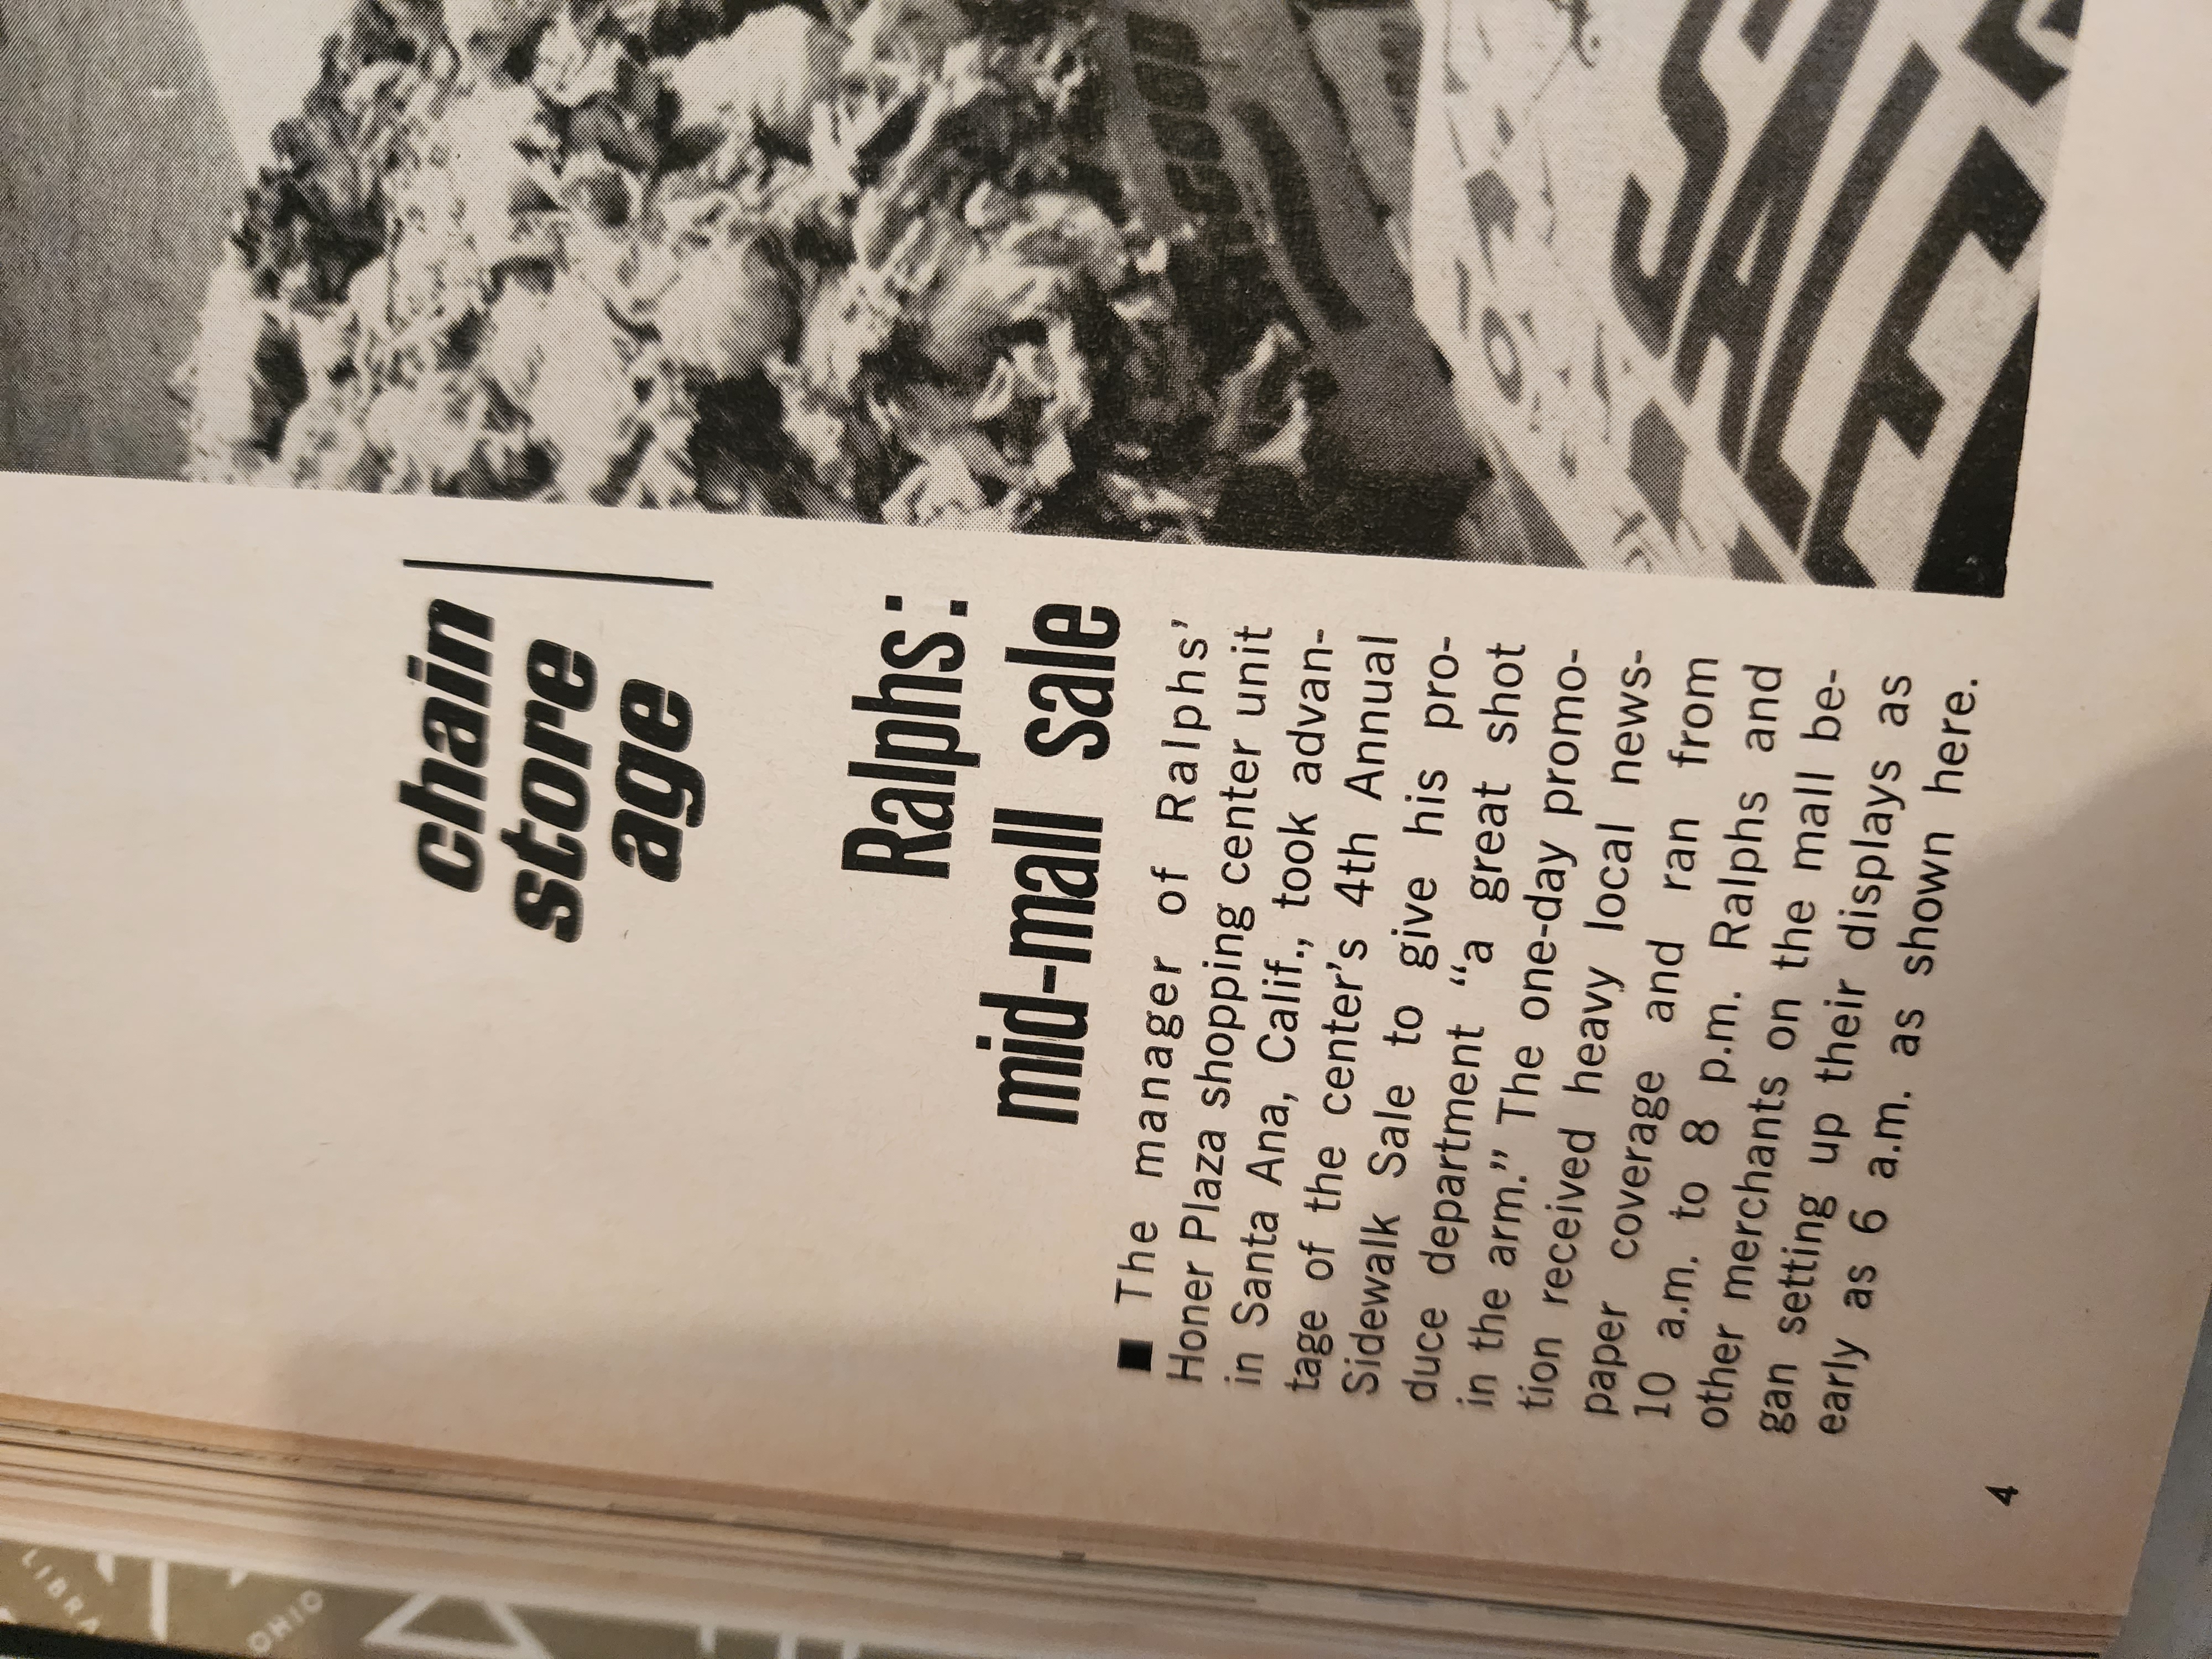 chain
store
age
Ralphs:
mid-mall sale
■ The manager of Ralphs'
Honer Plaza shopping center unit
in Santa Ana, Calif., took advan-
tage of the center's 4th Annual
Sidewalk Sale to give his pro-
duce department “a great shot
in the arm.” The one-day promo-
tion received heavy local news-
paper coverage and ran from
10 a.m. to 8 p.m. Ralphs and
other merchants on the mall be-
gan setting up their displays as
early as 6 a.m. as shown here.
4
SALE
OHIO